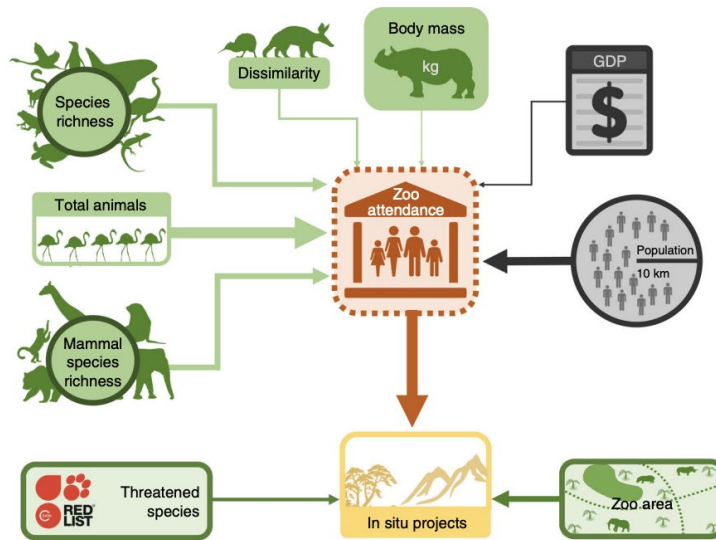 Species
richness
Dissimilarity
Body mass
kg
GDP
$
Total animals
Zoo
attendance
Population
10 km
Mammal
species
richness
RED
LIST
Threatened
species
In situ projects
Zoo area